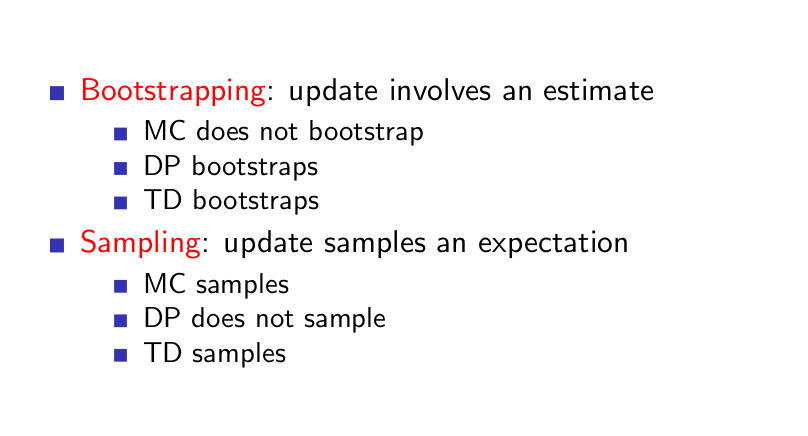 Bootstrapping: update involves an estimate
MC does not bootstrap
DP bootstraps
TD bootstraps
Sampling: update samples an expectation
MC samples
DP does not sample
TD samples